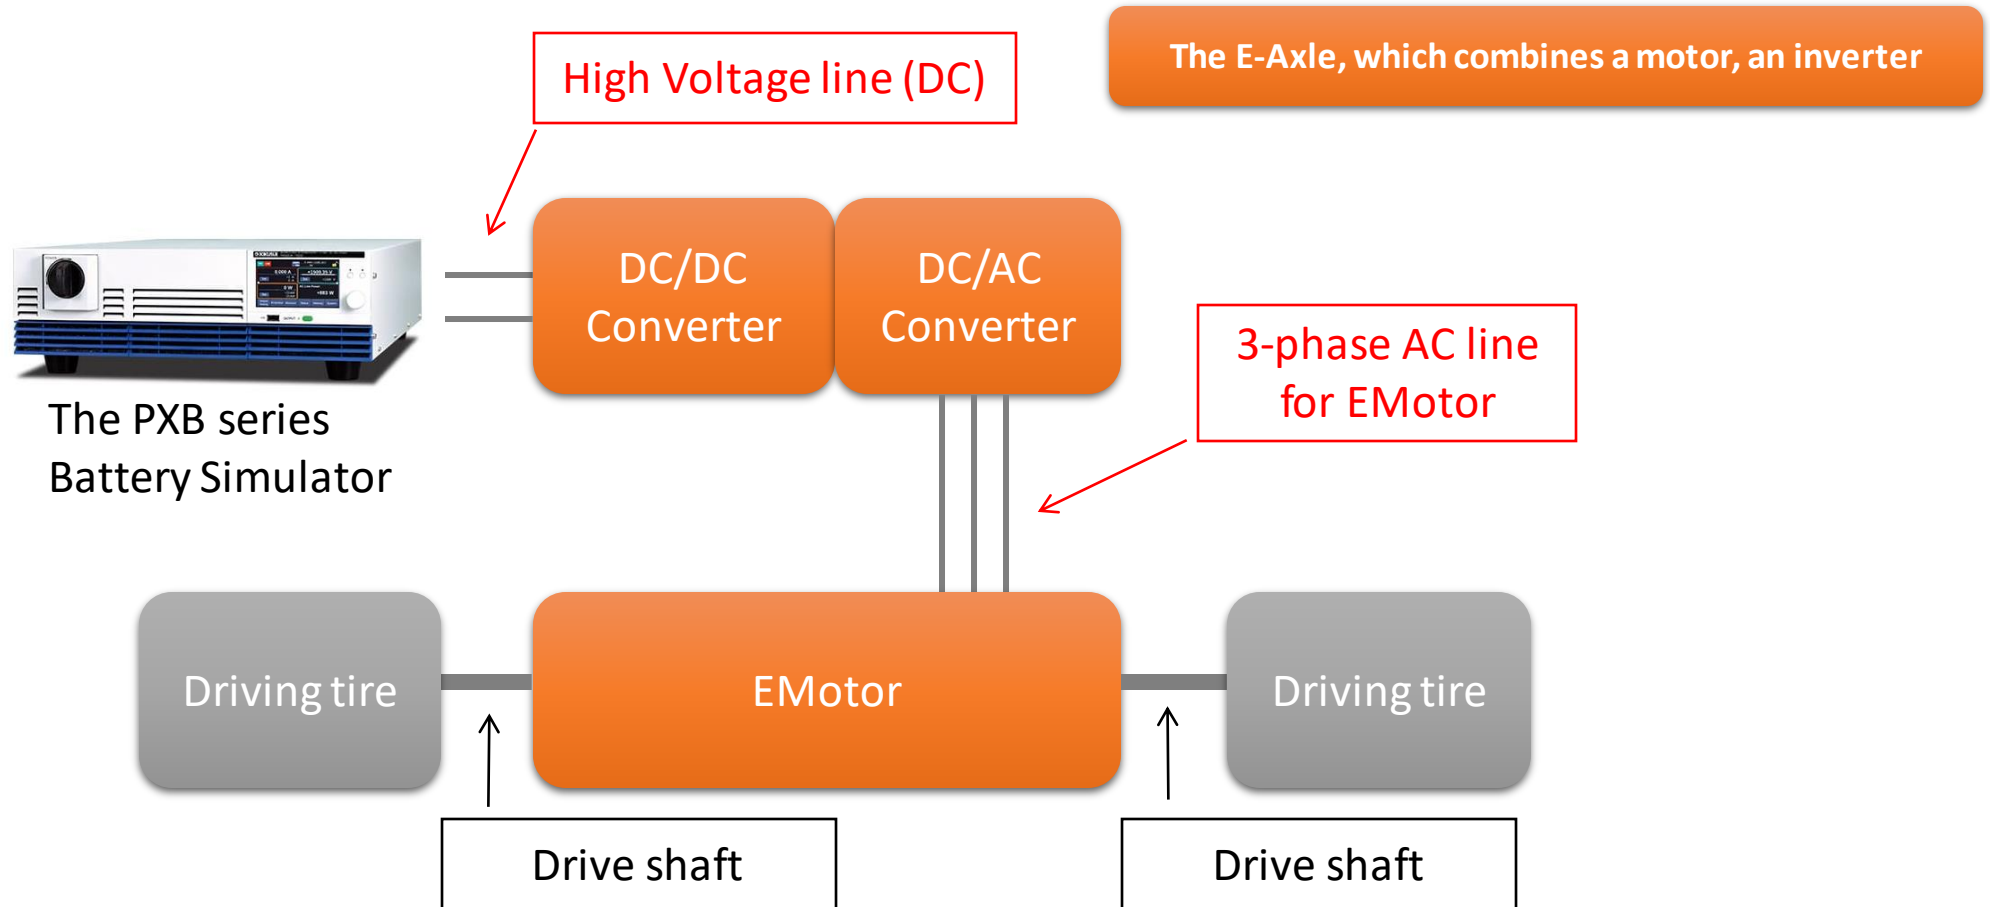 The E-Axle, which combines a motor, an inverter
High Voltage line (DC)
DC/DC
Converter
DC/AC
Converter
3-phase AC line
for EMotor
The PXB series
Battery Simulator
Driving tire
EMotor
Driving tire
Drive shaft
Drive shaft